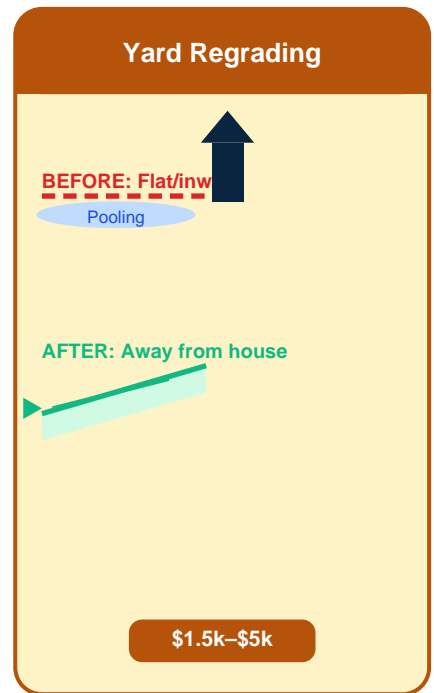 Yard Regrading
BEFORE: Flat/inw
Pooling
AFTER: Away from house
$1.5k–$5k